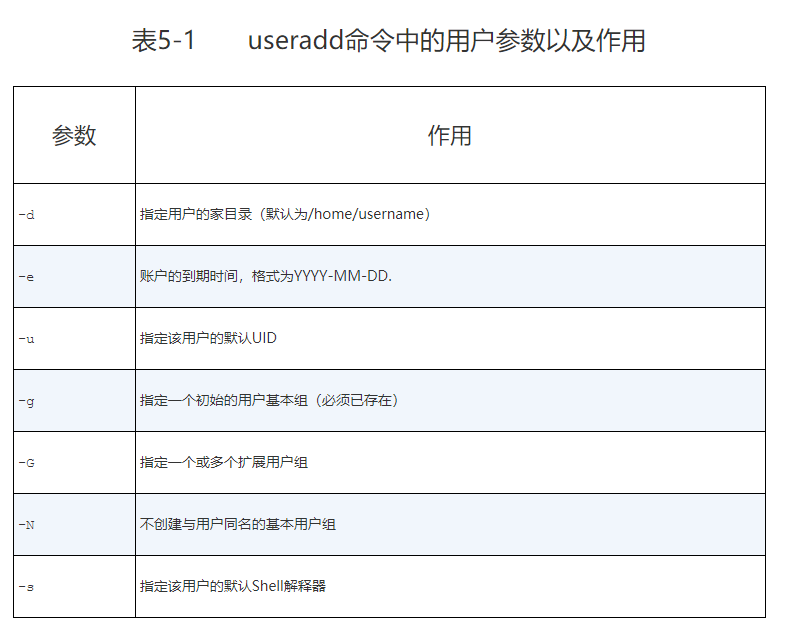 表5-1 useradd命令中的用户参数以及作用
参数 作用
-d 指定用户的家目录（默认为/home/username）
-e 账户的到期时间，格式为YYYY-MM-DD.
-u 指定该用户的默认UID
-g 指定一个初始的用户基本组（必须已存在）
-G 指定一个或多个扩展用户组
-N 不创建与用户同名的基本用户组
-s 指定该用户的默认Shell解释器